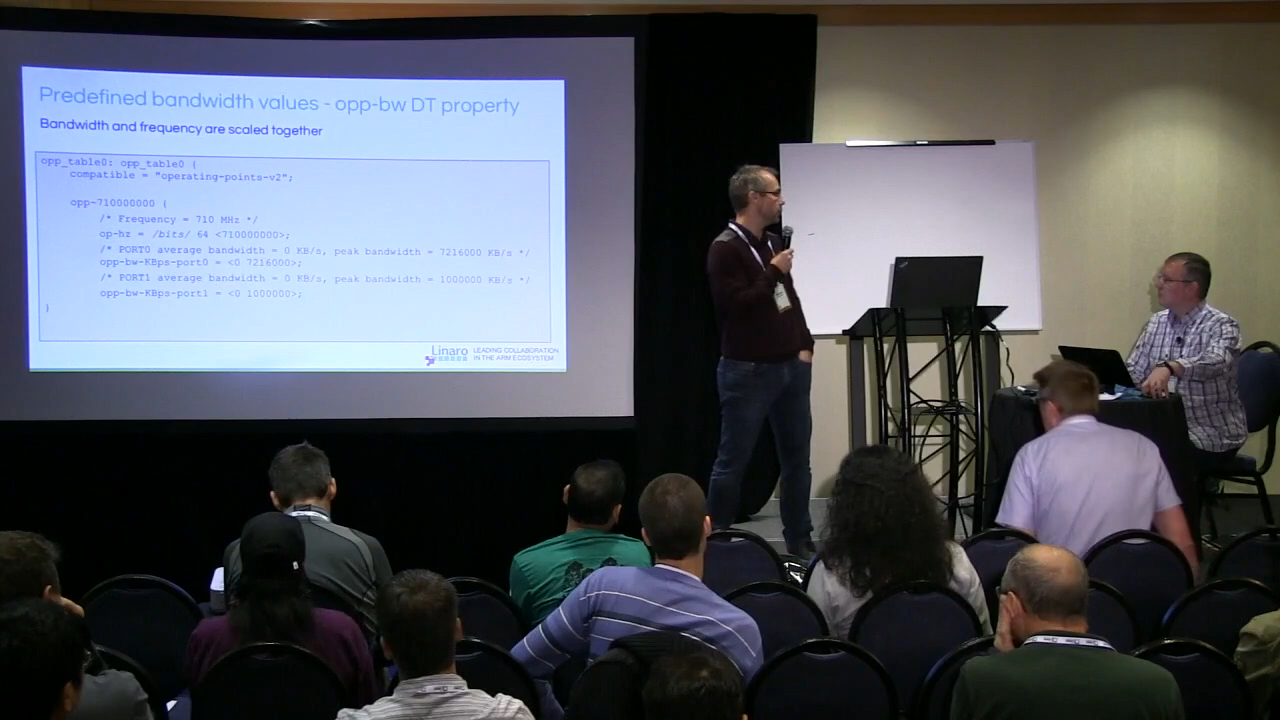 Predefined bandwidth values - opp-bw DT property
Bandwidth and frequency are scaled together
opp_table0: opp_table0 {
compatible = "operating-points-v2";
opp-710000000 {
/* Frequency = 710 MHz */
op-hz = /bits/ 64 <710000000>;
/* PORT0 average bandwidth = 0 KB/s, peak bandwidth = 7216000 KB/s */
opp-bw-KBps-port0 = <0 7216000>;
/* PORT1 average bandwidth = 0 KB/s, peak bandwidth = 1000000 KB/s */
opp-bw-KBps-port1 = <0 1000000>;
}
Linaro
LEADING COLLABORATION
IN THE ARM ECOSYSTEM